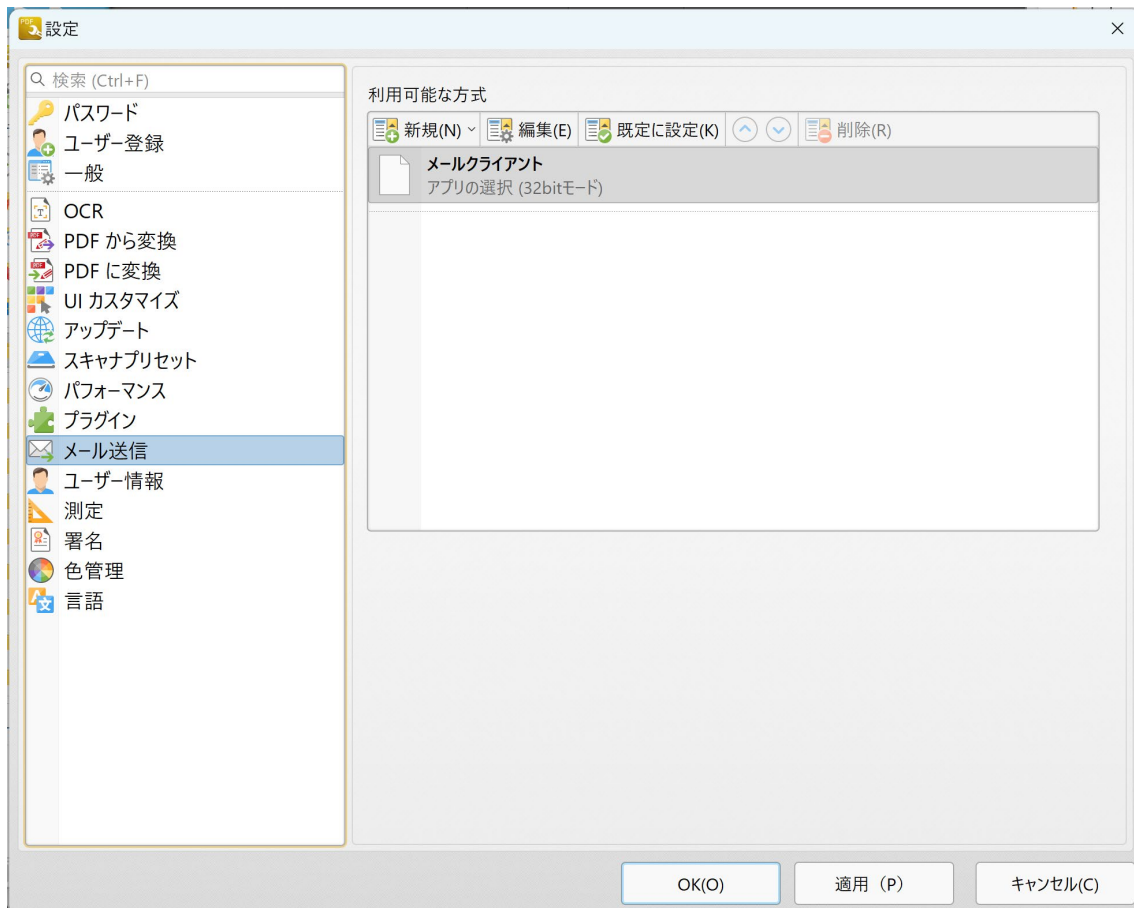 設定
検索 (Ctrl+F)
パスワード
ユーザー登録
一般
OCR
PDF から変換
PDF に変換
UI カスタマイズ
アップデート
スキャナプリセット
パフォーマンス
プラグイン
メール送信
ユーザー情報
測定
署名
色管理
言語
利用可能な方式
新規(N) 編集(E) 既定に設定(K) 削除(R)
メールクライアント
アプリの選択 (32bitモード)
OK(O) 適用（P） キャンセル(C)